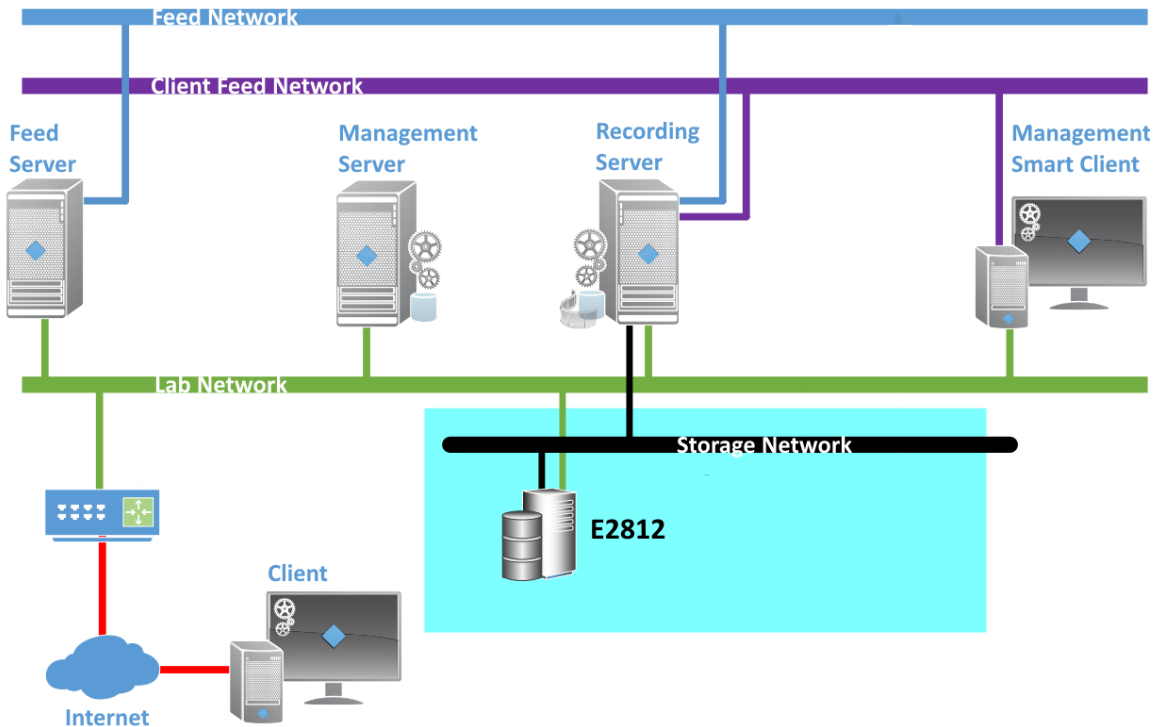 Feed Network
Client Feed Network
Feed
Server
Management
Server
Recording
Server
Management
Smart Client
Lab Network
Storage Network
E2812
Client
Internet